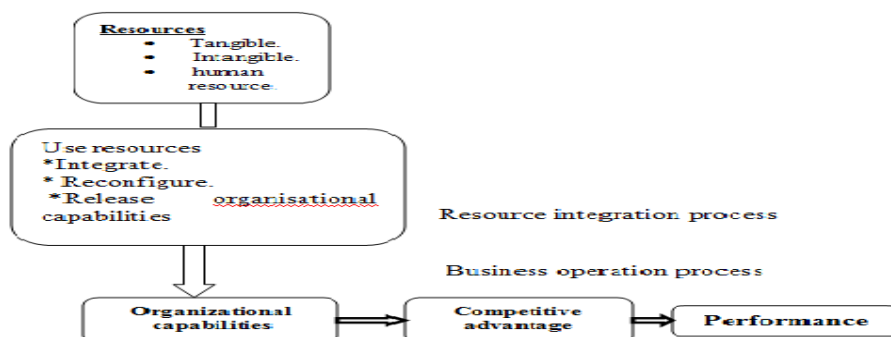 Resources
• Tangible.
• Intangible.
• human
resource.
Use resources
*Integrate.
* Reconfigure.
*Release organisational
capabilities
Resource integration process
Business operation process
Organizational
capabilities
Competitive
advantage
Performance